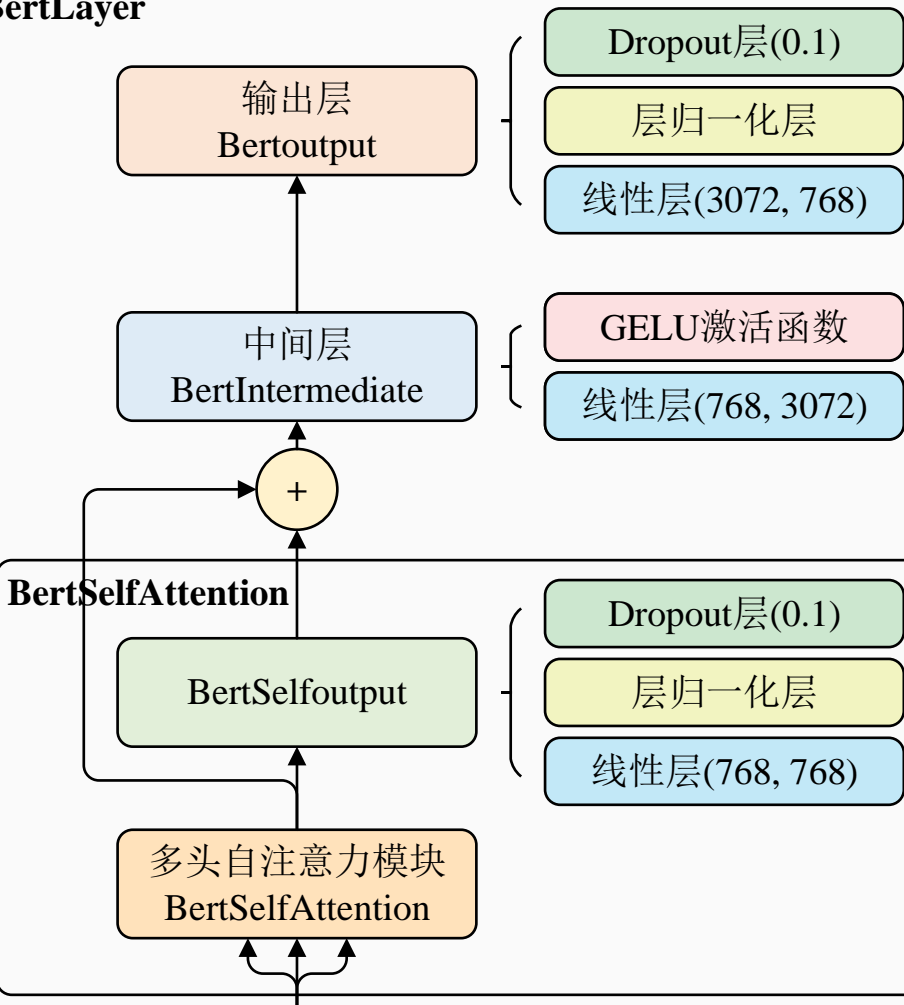 BertLayer
输出层
Bertoutput
Dropout层(0.1)
层归一化层
线性层(3072, 768)
中间层
BertIntermediate
GELU激活函数
线性层(768, 3072)
+
BertSelfAttention
BertSelfoutput
Dropout层(0.1)
层归一化层
线性层(768, 768)
多头自注意力模块
BertSelfAttention